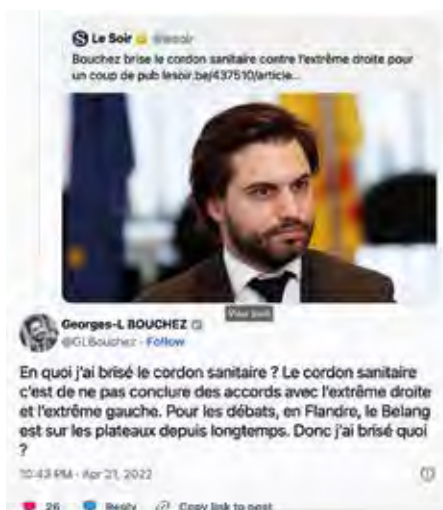 Le Soir @lesoir
Bouchez brise le cordon sanitaire contre l'extrême droite pour
un coup de pub lesoir.be/437510/article...
Georges-L BOUCHEZ
@GLBouchez · Follow
En quoi j'ai brisé le cordon sanitaire ? Le cordon sanitaire
c'est de ne pas conclure des accords avec l'extrême droite
et l'extrême gauche. Pour les débats, en Flandre, le Belang
est sur les plateaux depuis longtemps. Donc j'ai brisé quoi
?
10:43 PM · Apr 21, 2022
26 Reply Copy link to post